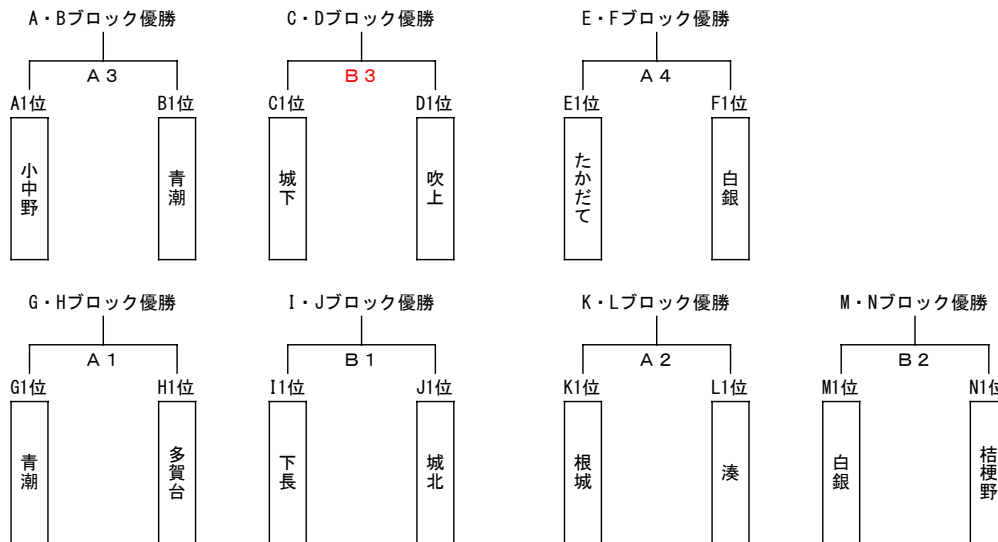 A・Bブロック優勝
C・Dブロック優勝
E・Fブロック優勝
A３
B３
A４
A1位
B1位
C1位
D1位
E1位
F1位
小中野
青潮
城下
吹上
たかだて
白銀
G・Hブロック優勝
I・Jブロック優勝
K・Lブロック優勝
M・Nブロック優勝
A１
B１
A２
B２
G1位
H1位
I1位
J1位
K1位
L1位
M1位
N1位
青潮
多賀台
下長
城北
根城
湊
白銀
桔梗野